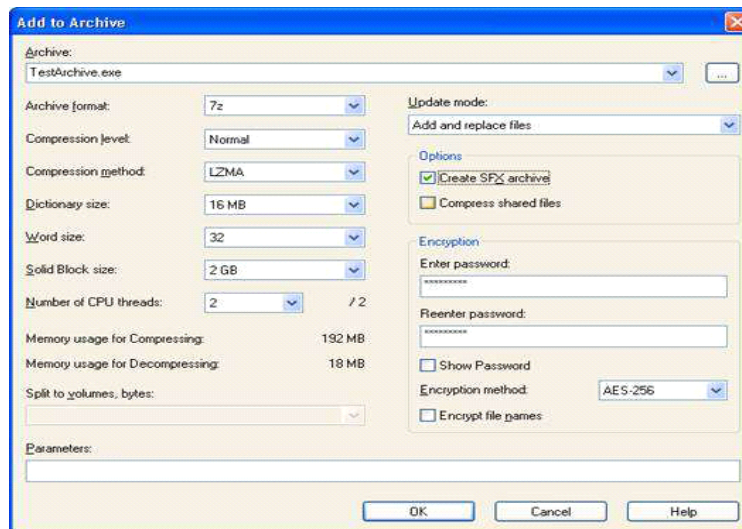 Add to Archive
Archive:
TestArchive.exe
...
Archive format: 7z
Compression level: Normal
Compression method: LZMA
Dictionary size: 16 MB
Word size: 32
Solid Block size: 2 GB
Number of CPU threads: 2 / 2
Memory usage for Compressing: 192 MB
Memory usage for Decompressing: 18 MB
Split to volumes, bytes:
Update mode:
Add and replace files
Options
Create SFX archive
Compress shared files
Encryption
Enter password:
*********
Reenter password:
*********
Show Password
Encryption method: AES-256
Encrypt file names
Parameters:
OK Cancel Help